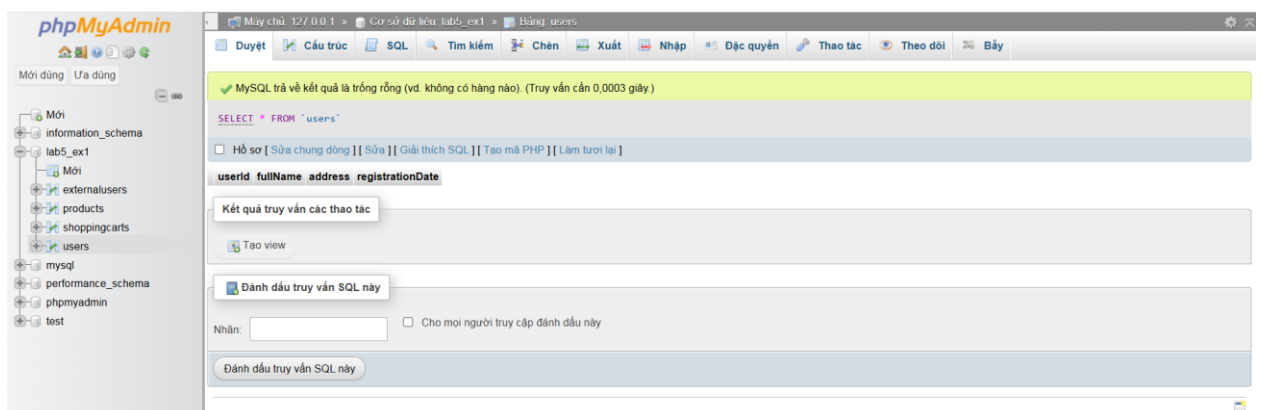 phpMyAdmin
Máy chủ: 127.0.0.1 » Cơ sở dữ liệu: lab5_ext1 » Bảng: users
Duyệt Cấu trúc SQL Tìm kiếm Chèn Xuất Nhập Đặc quyền Thao tác Theo dõi Bẫy
Mới dùng Ưa dùng
Mới
information_schema
lab5_ex1
Mới
externalusers
products
shoppingcarts
users
mysql
performance_schema
phpmyadmin
test
MySQL trả về kết quả là trống rỗng (vd. không có hàng nào). (Truy vấn cần 0,0003 giây.)
SELECT * FROM `users`
Hồ sơ [ Sửa chung dòng ] [ Sửa ] [ Giải thích SQL ] [ Tạo mã PHP ] [ Làm tươi lại ]
userId fullName address registrationDate
Kết quả truy vấn các thao tác
Tạo view
Đánh dấu truy vấn SQL này
Nhãn: Cho mọi người truy cập đánh dấu này
Đánh dấu truy vấn SQL này